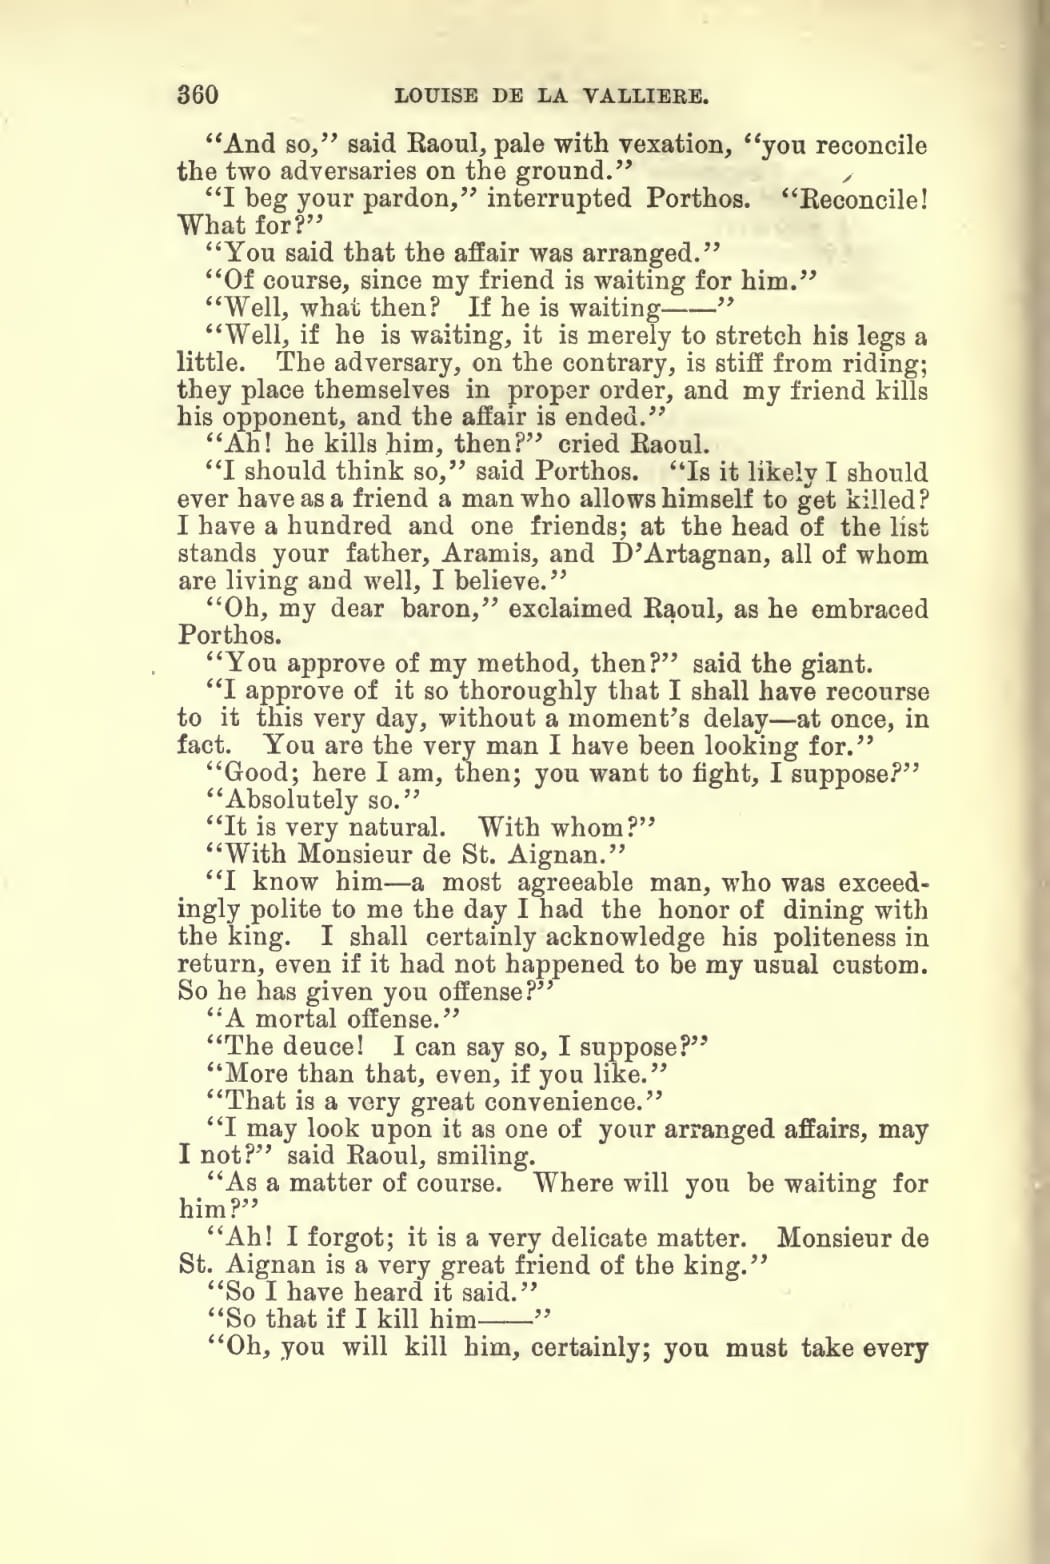 360 LOUISE DE LA VALLIERE.
“And so,” said Raoul, pale with vexation, “you reconcile
the two adversaries on the ground.”
“I beg your pardon,” interrupted Porthos. “Reconcile!
What for?”
“You said that the affair was arranged.”
“Of course, since my friend is waiting for him.”
“Well, what then? If he is waiting——”
“Well, if he is waiting, it is merely to stretch his legs a
little. The adversary, on the contrary, is stiff from riding;
they place themselves in proper order, and my friend kills
his opponent, and the affair is ended.”
“Ah! he kills him, then?” cried Raoul.
“I should think so,” said Porthos. “Is it likely I should
ever have as a friend a man who allows himself to get killed?
I have a hundred and one friends; at the head of the list
stands your father, Aramis, and D’Artagnan, all of whom
are living and well, I believe.”
“Oh, my dear baron,” exclaimed Raoul, as he embraced
Porthos.
“You approve of my method, then?” said the giant.
“I approve of it so thoroughly that I shall have recourse
to it this very day, without a moment’s delay—at once, in
fact. You are the very man I have been looking for.”
“Good; here I am, then; you want to fight, I suppose?”
“Absolutely so.”
“It is very natural. With whom?”
“With Monsieur de St. Aignan.”
“I know him—a most agreeable man, who was exceed-
ingly polite to me the day I had the honor of dining with
the king. I shall certainly acknowledge his politeness in
return, even if it had not happened to be my usual custom.
So he has given you offense?”
“A mortal offense.”
“The deuce! I can say so, I suppose?”
“More than that, even, if you like.”
“That is a very great convenience.”
“I may look upon it as one of your arranged affairs, may
I not?” said Raoul, smiling.
“As a matter of course. Where will you be waiting for
him?”
“Ah! I forgot; it is a very delicate matter. Monsieur de
St. Aignan is a very great friend of the king.”
“So I have heard it said.”
“So that if I kill him——”
“Oh, you will kill him, certainly; you must take every